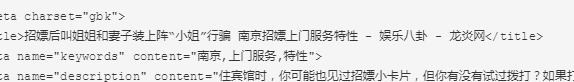 eta charset="gbk">
tle>招嫖后叫姐姐和妻子装上阵“小姐”行骗 南京招嫖上门服务特性 - 娱乐八卦 - 龙炎网</title>
ta name="keywords" content="南京,上门服务,特性">
ta name="description" content="住宾馆时，你可能也见过招嫖小卡片，但你有没有试过拨打？如果打